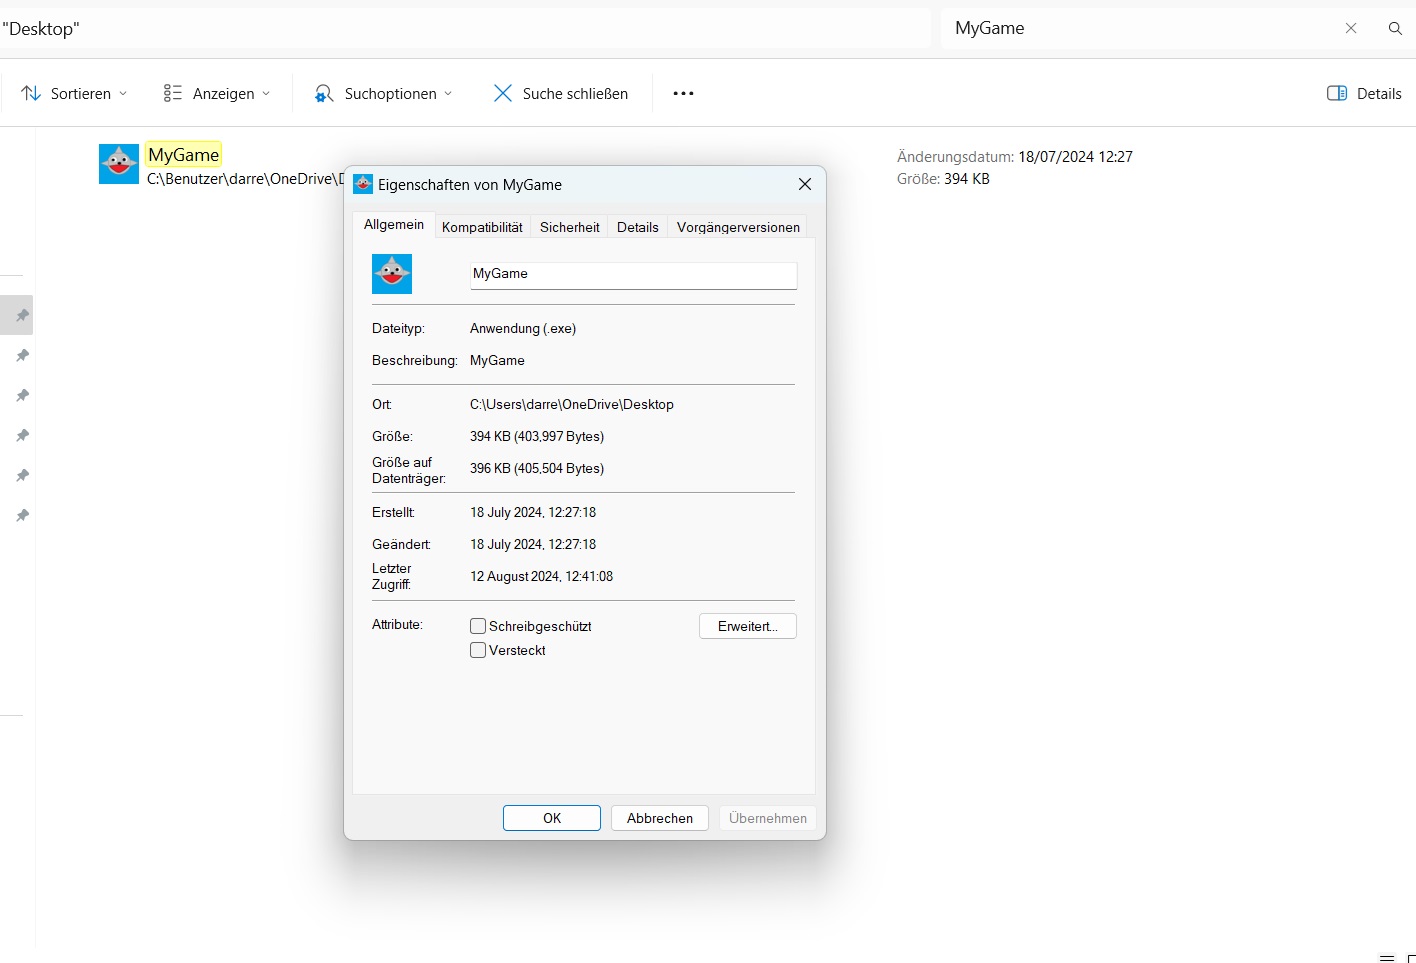 "Desktop"
MyGame
Sortieren
Anzeigen
Suchoptionen
Suche schließen
Details
MyGame
C:\Benutzer\darre\OneDrive\D
Änderungsdatum: 18/07/2024 12:27
Größe: 394 KB
Eigenschaften von MyGame
Allgemein
Kompatibilität
Sicherheit
Details
Vorgängerversionen
MyGame
Dateityp: Anwendung (.exe)
Beschreibung: MyGame
Ort: C:\Users\darre\OneDrive\Desktop
Größe: 394 KB (403,997 Bytes)
Größe auf
Datenträger: 396 KB (405,504 Bytes)
Erstellt: 18 July 2024, 12:27:18
Geändert: 18 July 2024, 12:27:18
Letzter
Zugriff: 12 August 2024, 12:41:08
Attribute:
Schreibgeschützt
Erweitert...
Versteckt
OK
Abbrechen
Übernehmen